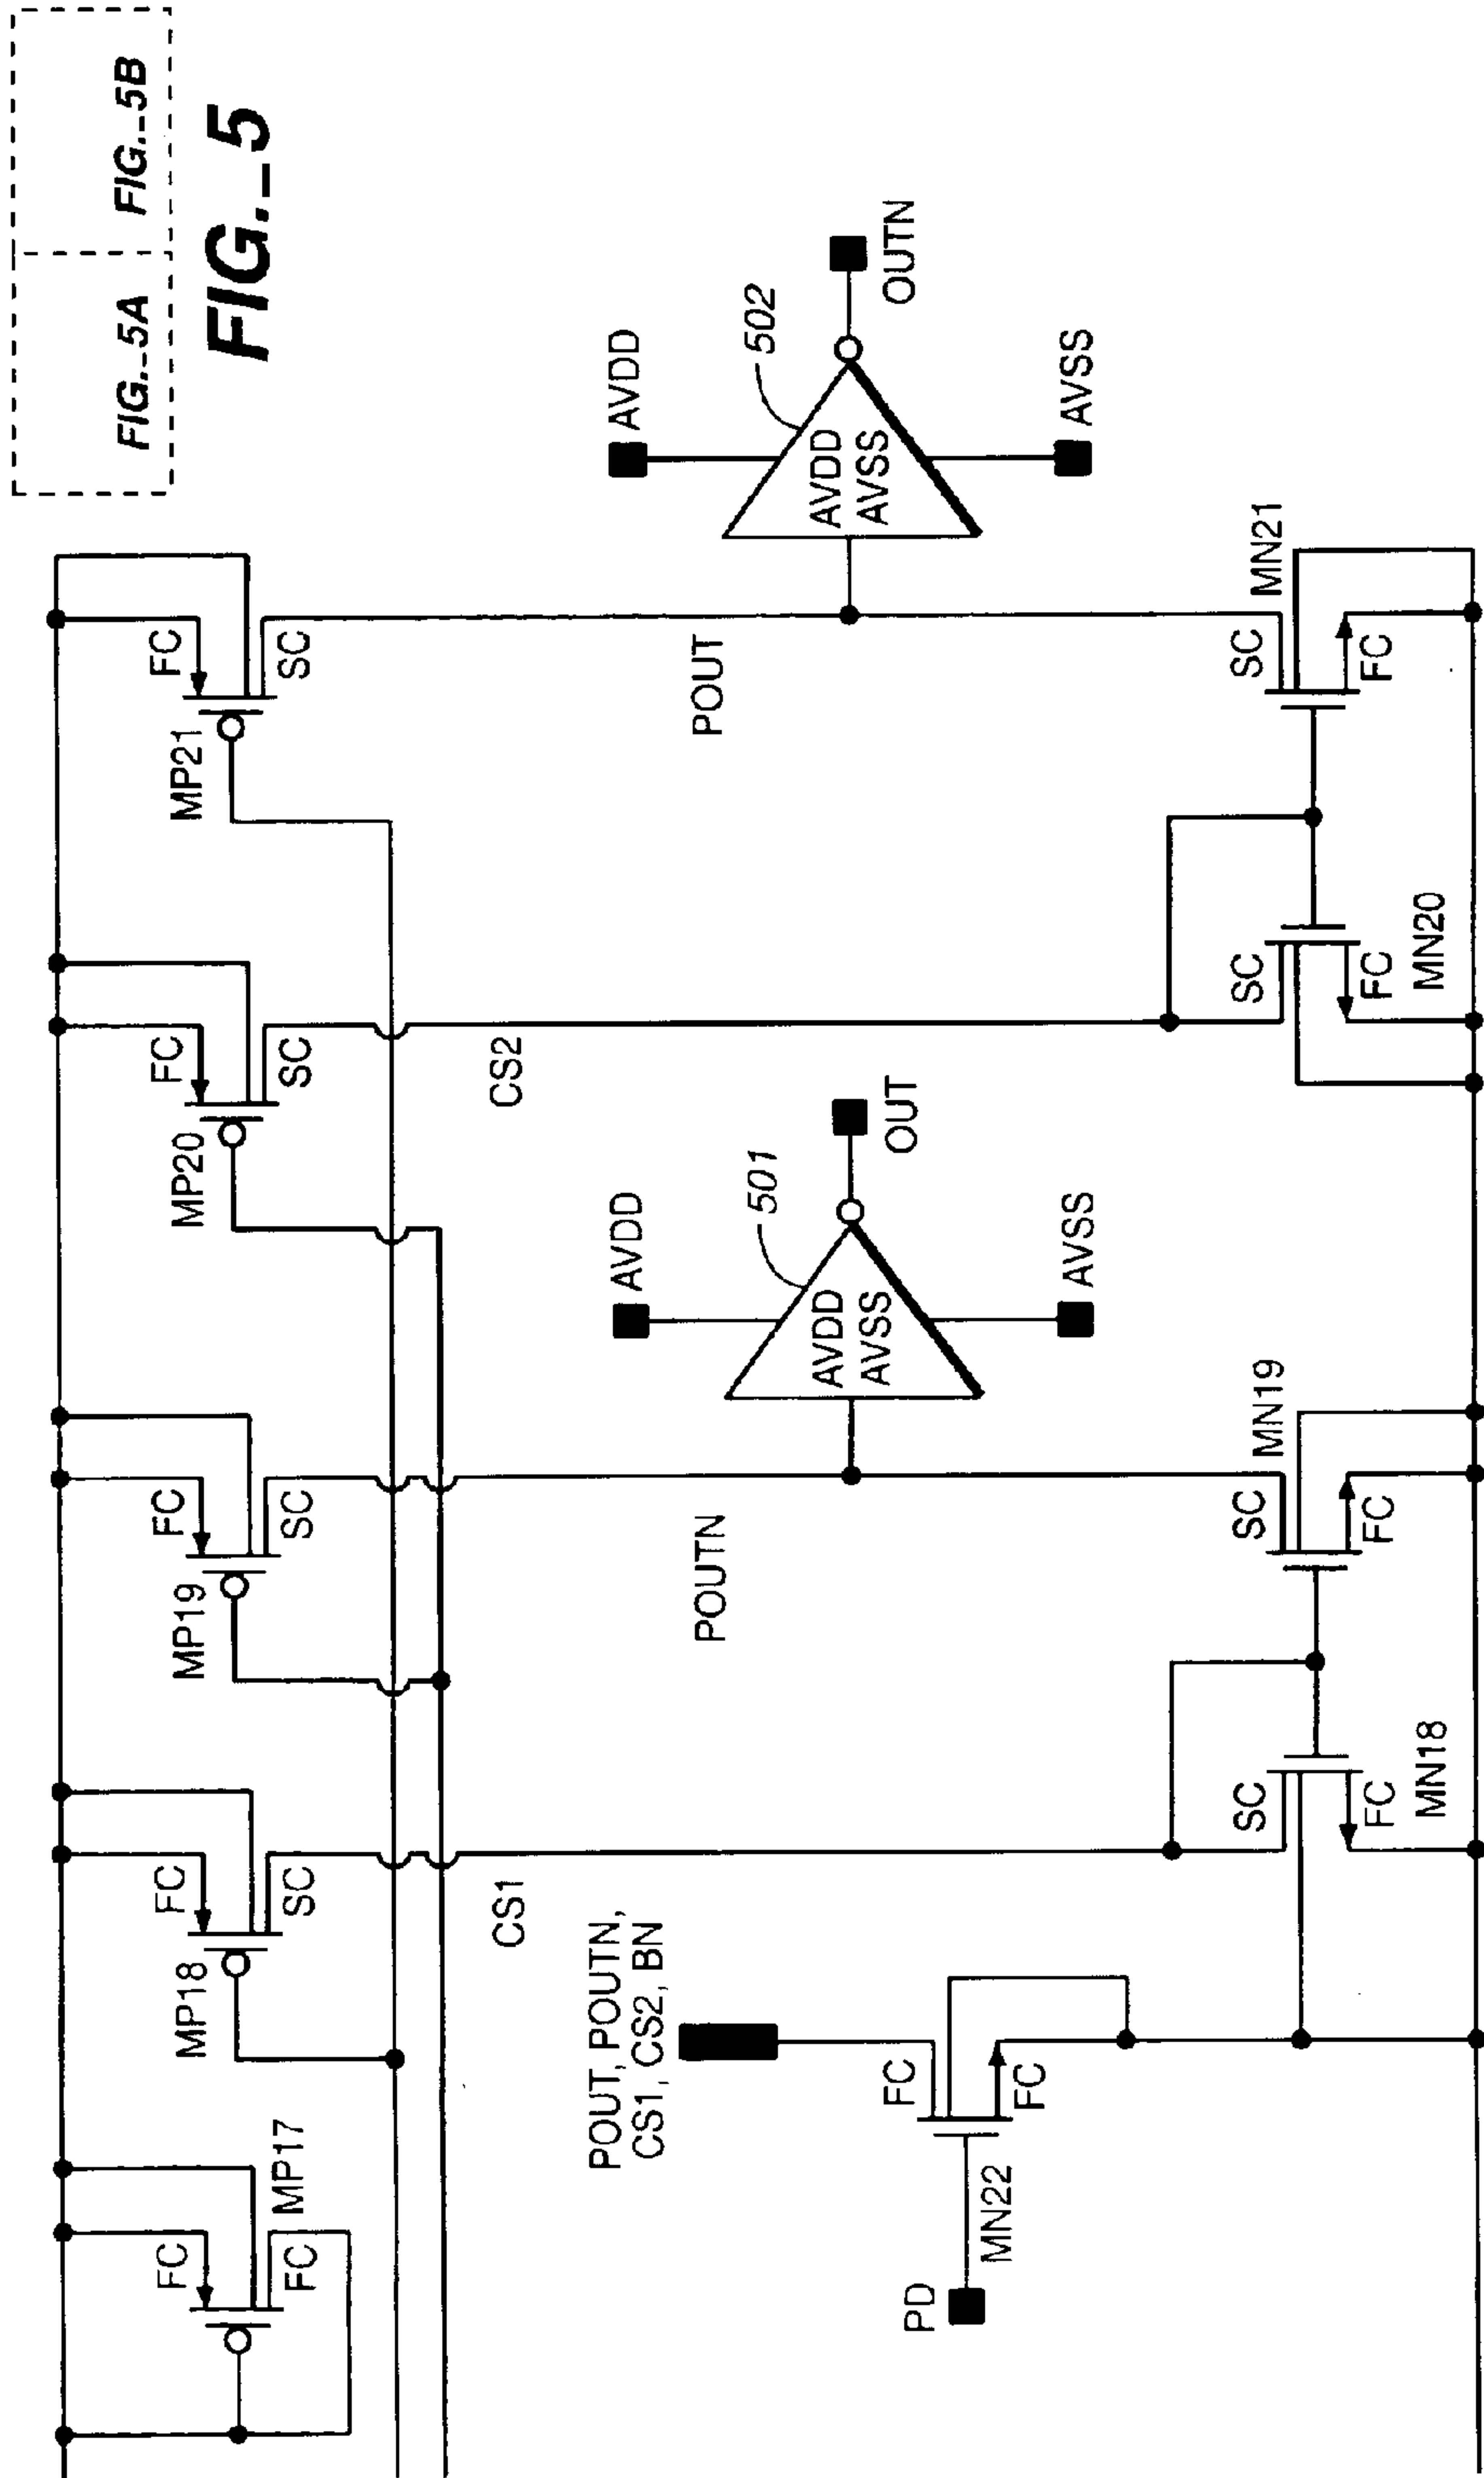 FIG._5A
FIG._5B
FIG._5
FC
FC
MP17
FC
SC
MP18
FC
SC
MP19
FC
SC
MP20
FC
SC
MP21
CS1
POUTN
CS2
POUT
POUT, POUTN,
CS1, CS2, BN
AVDD
501
AVDD
AVSS
OUT
AVSS
AVDD
502
AVDD
AVSS
OUTN
AVSS
PD
MN22
FC
FC
SC
FC
MN18
SC
FC
MN19
SC
FC
MN20
SC
FC
MN21